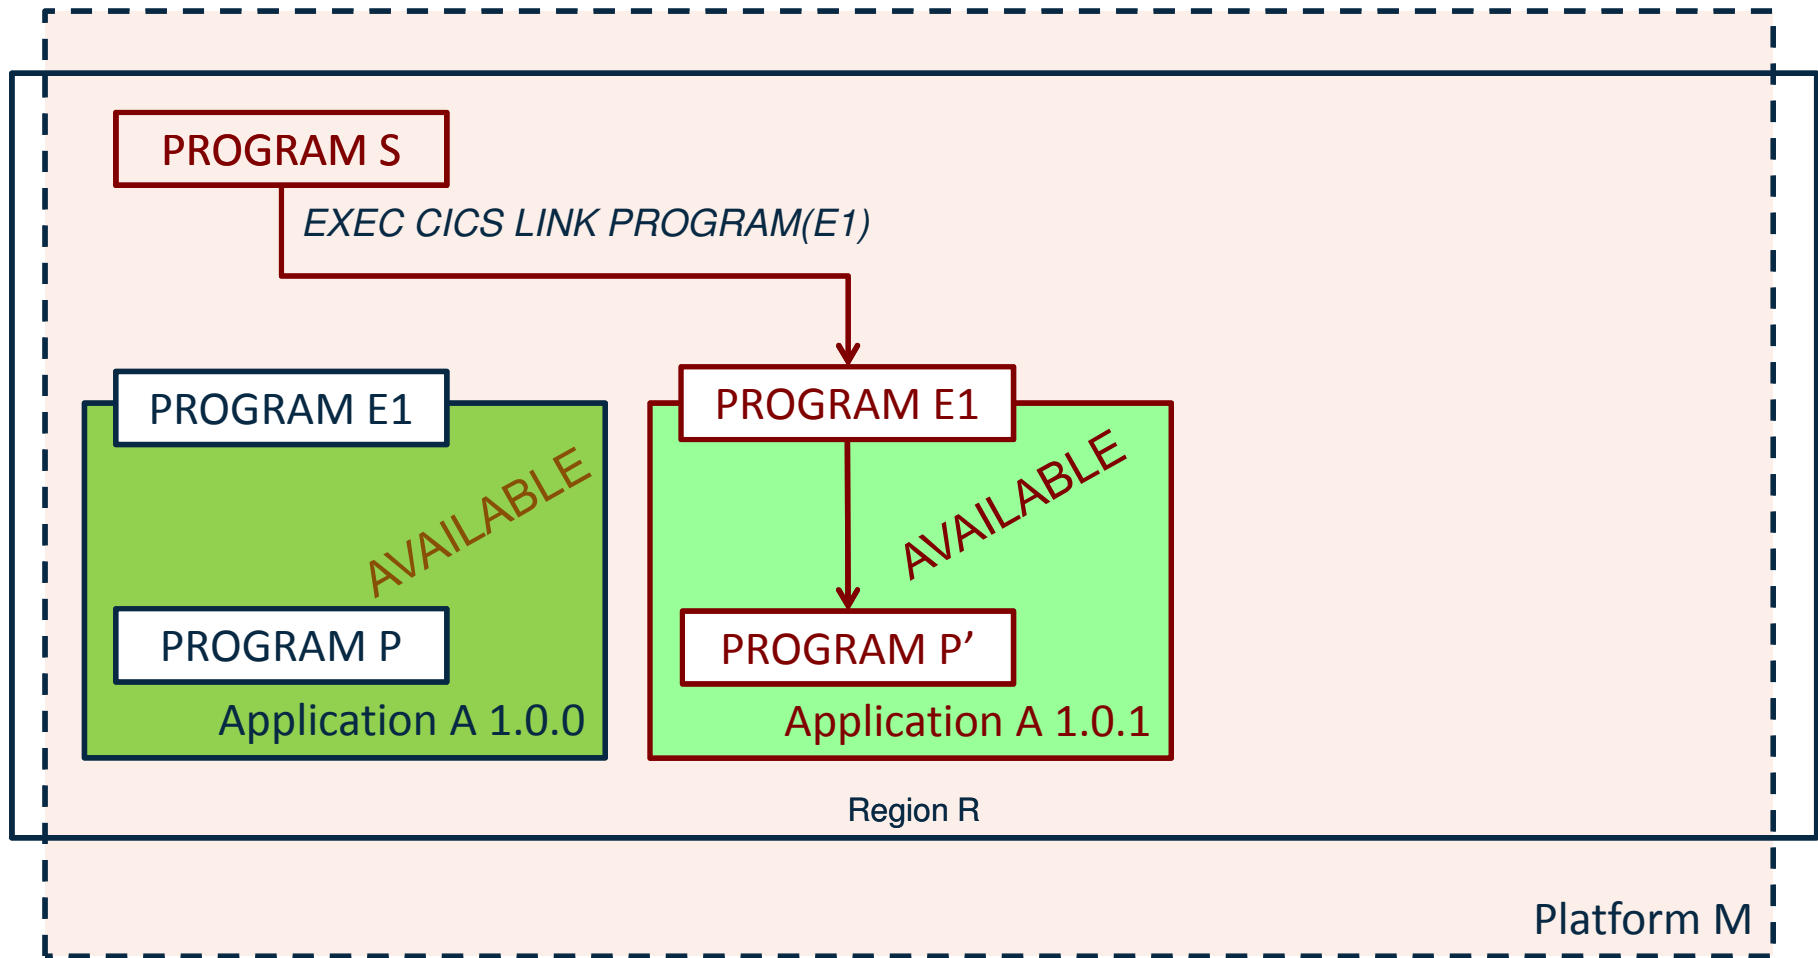 PROGRAM S
EXEC CICS LINK PROGRAM(E1)
PROGRAM E1
AVAILABLE
PROGRAM P
Application A 1.0.0
PROGRAM E1
AVAILABLE
PROGRAM P’
Application A 1.0.1
Region R
Platform M